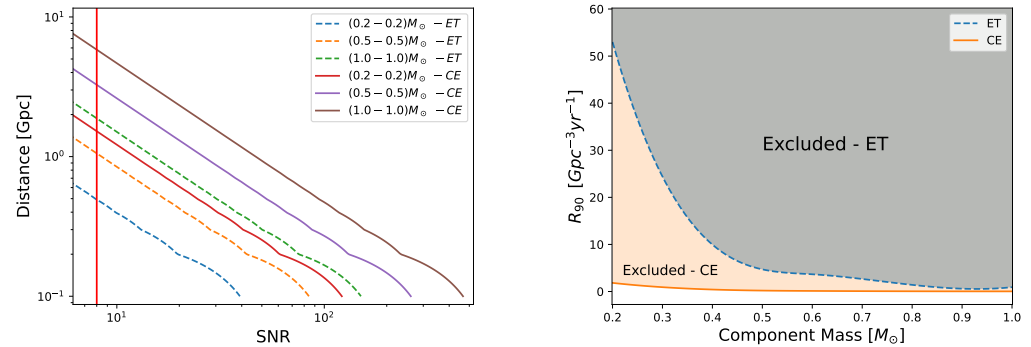 10¹
10⁰
10⁻¹
Distance [Gpc]
(0.2 − 0.2)M⊙ − ET
(0.5 − 0.5)M⊙ − ET
(1.0 − 1.0)M⊙ − ET
(0.2 − 0.2)M⊙ − CE
(0.5 − 0.5)M⊙ − CE
(1.0 − 1.0)M⊙ − CE
10¹ 10²
SNR
60
50
40
30
20
10
0
R₉₀ [Gpc⁻³yr⁻¹]
ET
CE
Excluded - ET
Excluded - CE
0.2 0.3 0.4 0.5 0.6 0.7 0.8 0.9 1.0
Component Mass [M⊙]